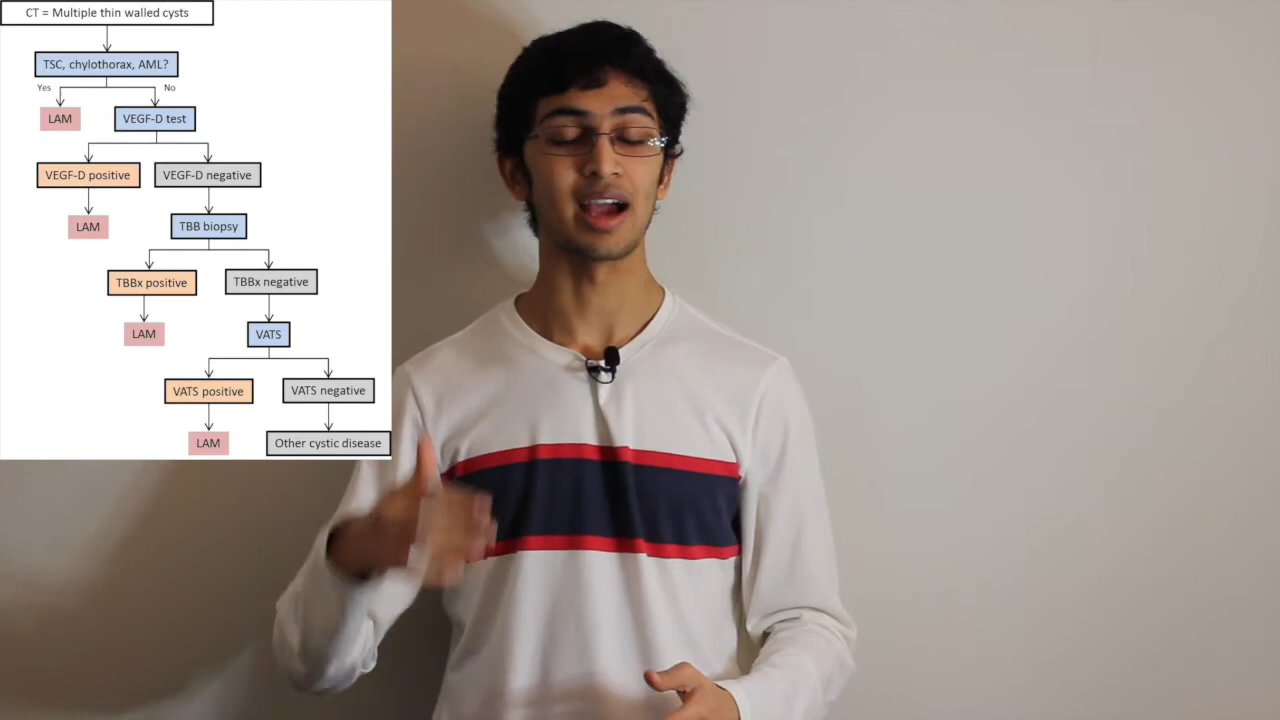 CT = Multiple thin walled cysts
TSC, chylothorax, AML?
Yes
No
LAM
VEGF-D test
VEGF-D positive
VEGF-D negative
LAM
TBB biopsy
TBBx positive
TBBx negative
LAM
VATS
VATS positive
VATS negative
LAM
Other cystic disease